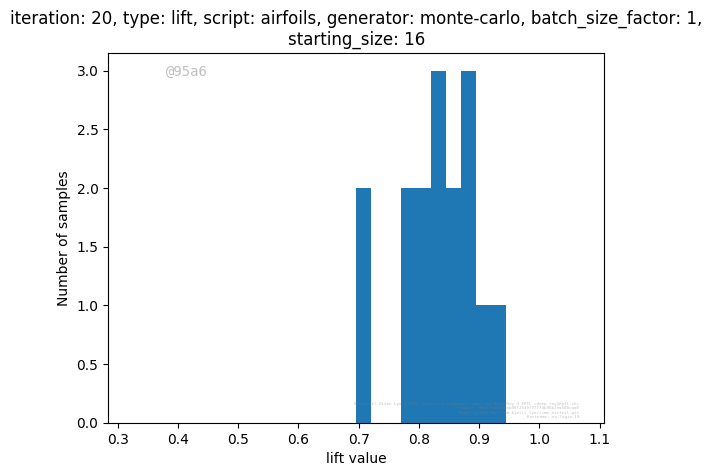 iteration: 20, type: lift, script: airfoils, generator: monte-carlo, batch_size_factor: 1,
starting_size: 16
@95a6
3.0
2.5
2.0
1.5
1.0
0.5
0.0
Number of samples
0.3 0.4 0.5 0.6 0.7 0.8 0.9 1.0 1.1
lift value